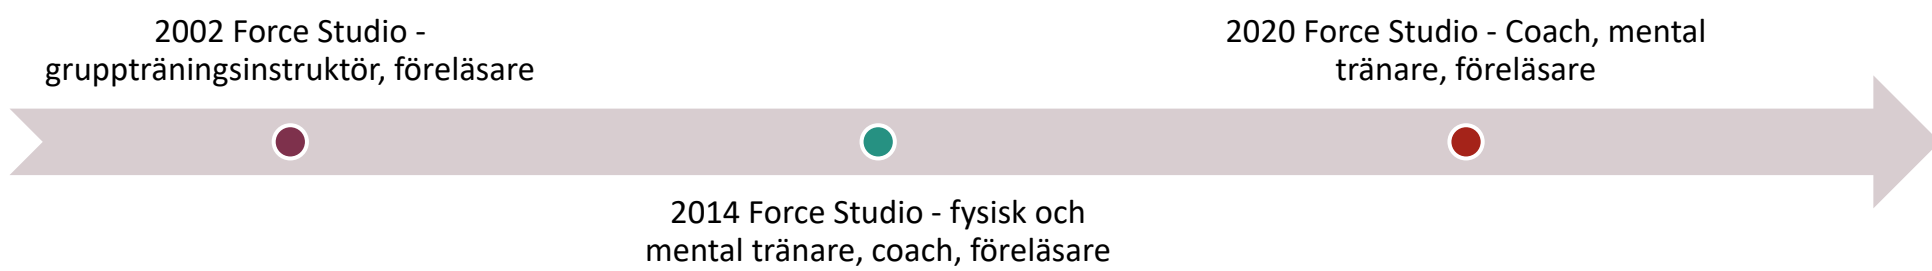 2002 Force Studio -
gruppträningsinstruktör, föreläsare
2014 Force Studio - fysisk och
mental tränare, coach, föreläsare
2020 Force Studio - Coach, mental
tränare, föreläsare